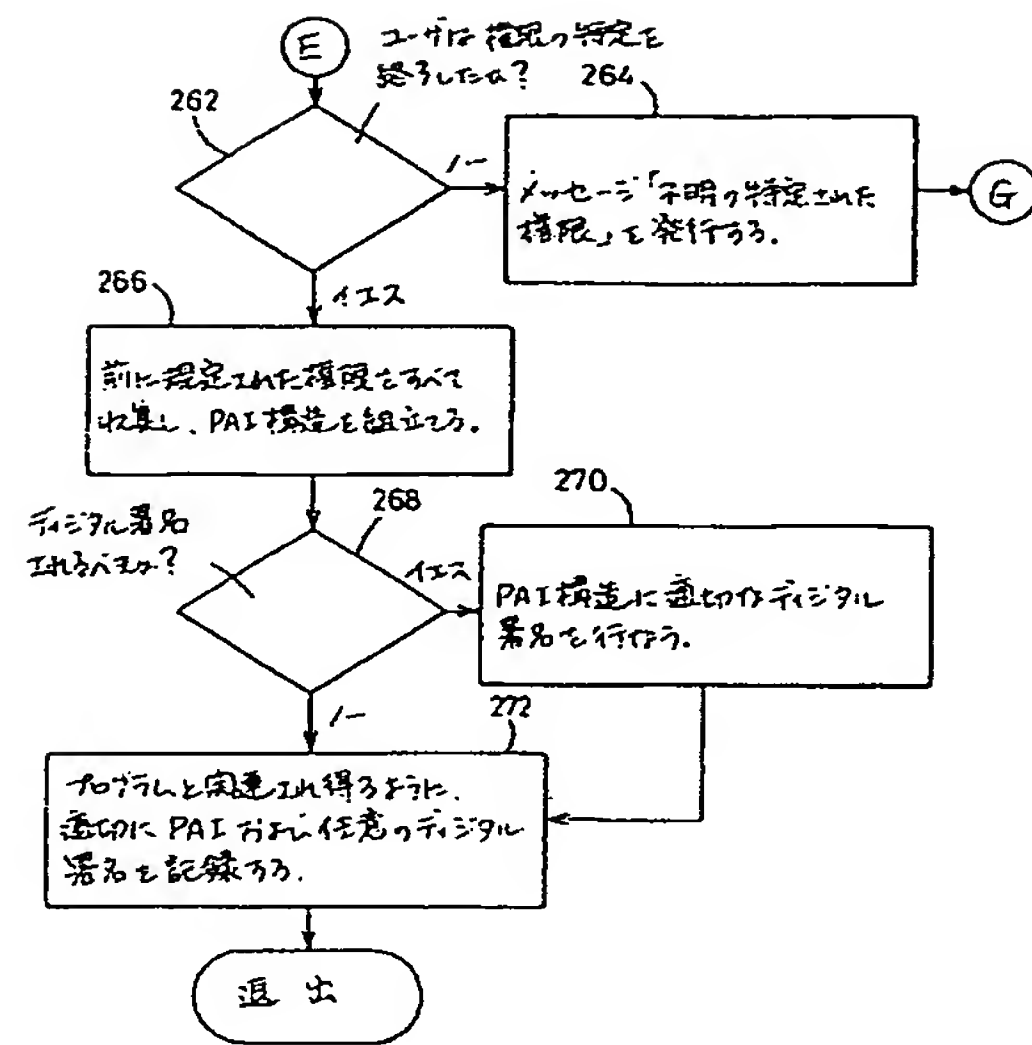 E
ユーザは権限の特定を
終了したか?
262
264
ノー
メッセージ「不明の特定された
権限」を発行する.
G
266
イエス
前に規定された権限をすべて
収集し、PAI構造を組立てる。
268
270
ディジタル署名
されるべきか?
イエス
PAI構造に適切なディジタル
署名を行なう.
ノー
272
プログラムと関連され得るように、
適切にPAIおよび任意のディジタル
署名を記録する.
退出